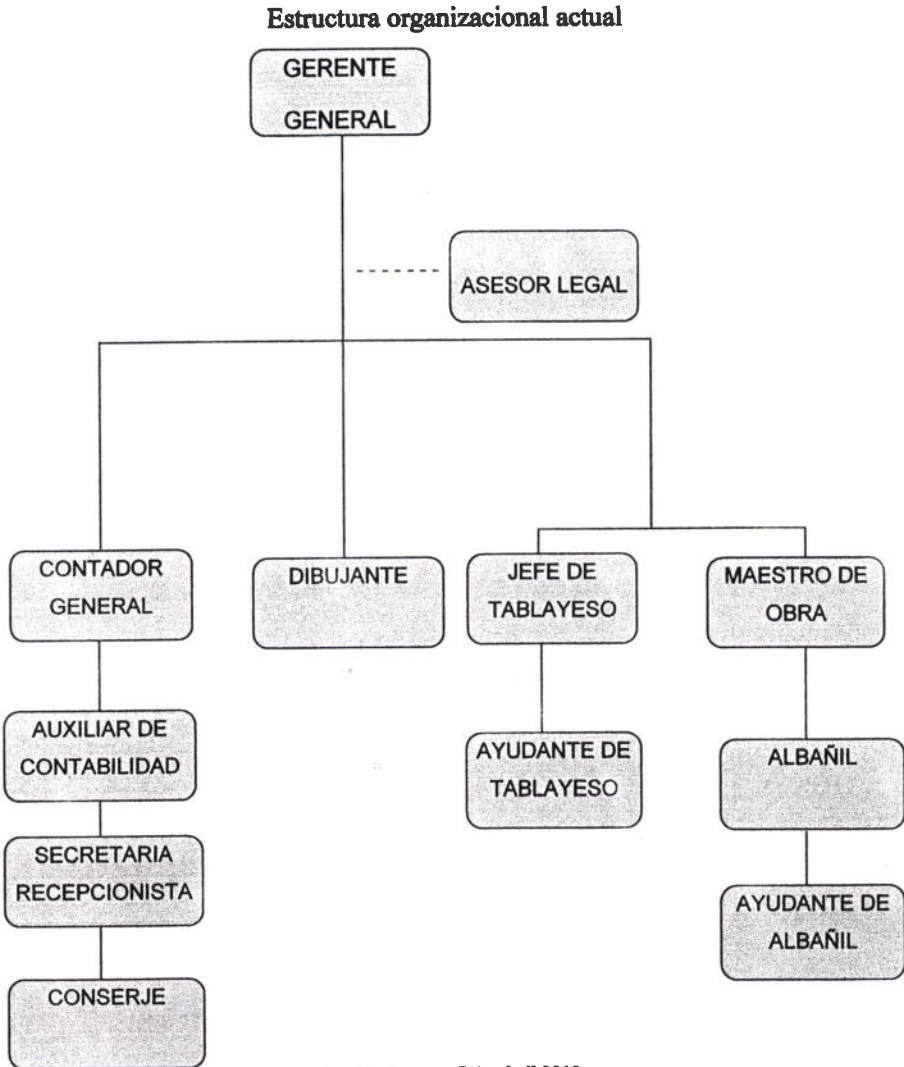 Estructura organizacional actual
GERENTE
GENERAL
ASESOR LEGAL
CONTADOR
GENERAL
DIBUJANTE
JEFE DE
TABLAYESO
MAESTRO DE
OBRA
AUXILIAR DE
CONTABILIDAD
AYUDANTE DE
TABLAYESO
ALBAÑIL
SECRETARIA
RECEPCIONISTA
AYUDANTE DE
ALBAÑIL
CONSERJE